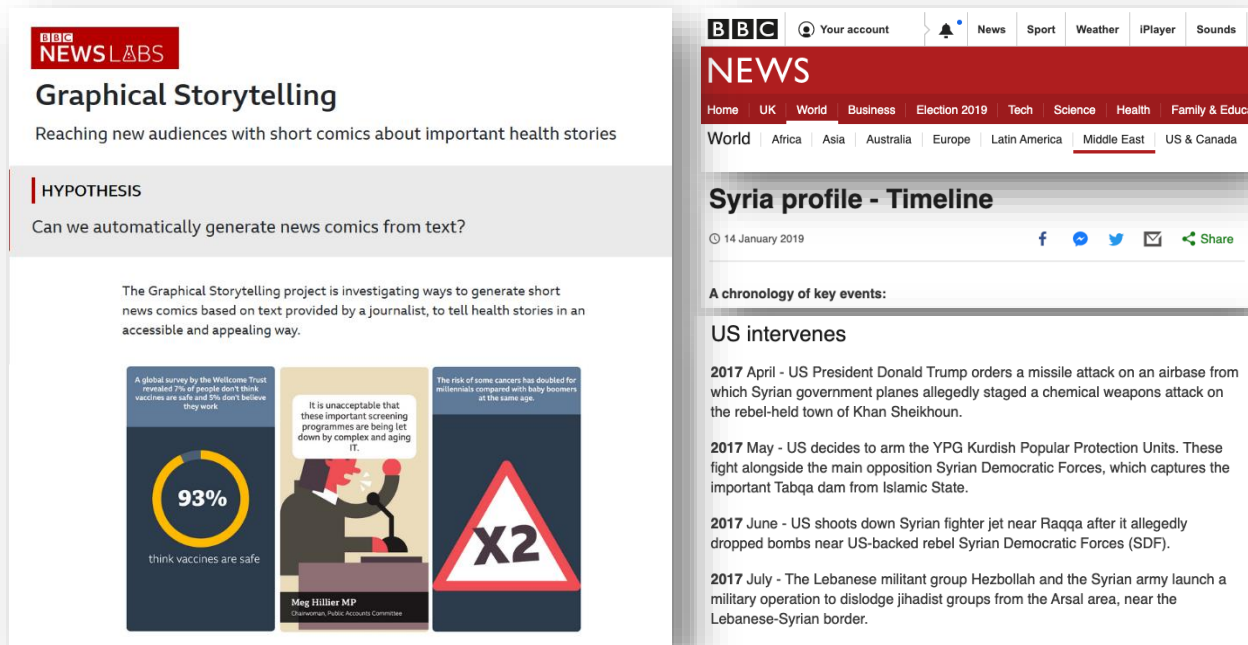 BBC
NEWS LABS
Graphical Storytelling
Reaching new audiences with short comics about important health stories
HYPOTHESIS
Can we automatically generate news comics from text?
The Graphical Storytelling project is investigating ways to generate short
news comics based on text provided by a journalist, to tell health stories in an
accessible and appealing way.
A global survey by the Wellcome Trust
revealed 7% of people don't think
vaccines are safe and 5% don't believe
they work
93%
think vaccines are safe
It is unacceptable that
these important screening
programmes are being let
down by complex and aging
IT.
Meg Hillier MP
Chairwoman, Public Accounts Committee
The risk of some cancers has doubled for
millennials compared with baby boomers
at the same age.
X2
BBC Your account News Sport Weather iPlayer Sounds
NEWS
Home UK World Business Election 2019 Tech Science Health Family & Educa
World Africa Asia Australia Europe Latin America Middle East US & Canada
Syria profile - Timeline
14 January 2019 Share
A chronology of key events:
US intervenes
2017 April - US President Donald Trump orders a missile attack on an airbase from
which Syrian government planes allegedly staged a chemical weapons attack on
the rebel-held town of Khan Sheikhoun.
2017 May - US decides to arm the YPG Kurdish Popular Protection Units. These
fight alongside the main opposition Syrian Democratic Forces, which captures the
important Tabqa dam from Islamic State.
2017 June - US shoots down Syrian fighter jet near Raqqa after it allegedly
dropped bombs near US-backed rebel Syrian Democratic Forces (SDF).
2017 July - The Lebanese militant group Hezbollah and the Syrian army launch a
military operation to dislodge jihadist groups from the Arsal area, near the
Lebanese-Syrian border.